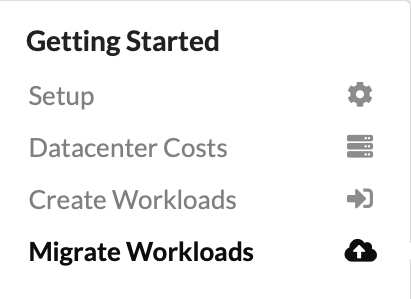 Getting Started
Setup
Datacenter Costs
Create Workloads
Migrate Workloads